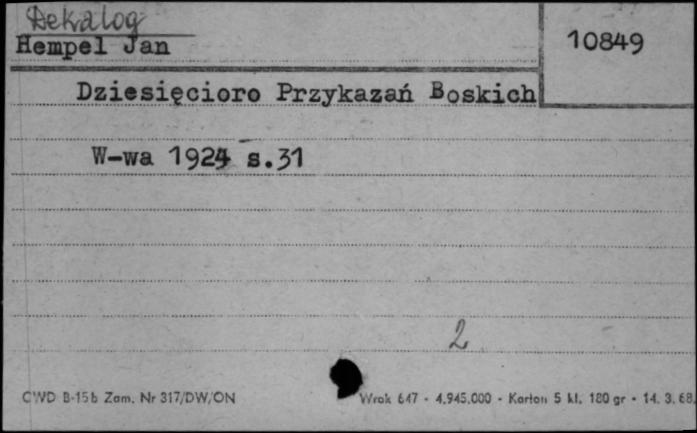 Dekalog
Hempel Jan
10849
Dziesięcioro Przykazań Boskich
W-wa 1924 s.31
2
CWD B-15b Zam. Nr 317/DW/ON
Wrok 647 - 4.945.000 - Karton 5 kl. 180 gr - 14. 3. 68.